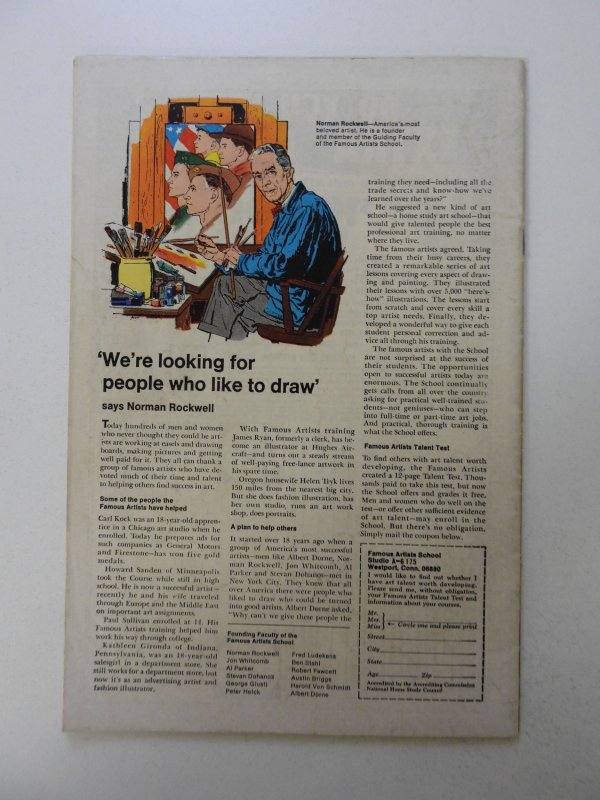 Norman Rockwell—America's most
beloved artist. He is a founder
and member of the Guiding Faculty
of the Famous Artists School.
'We're looking for
people who like to draw'
says Norman Rockwell
Today hundreds of men and women
who never thought they could be art-
ists are working at easels and drawing
boards, making pictures and getting
well paid for it. They all can thank a
group of famous artists who have de-
voted much of their time and talent
to helping others find success in art.
Some of the people the
Famous Artists have helped
Carl Kock was an 18-year-old appren-
tice in a Chicago art studio when he
enrolled. Today he prepares ads for
such companies as General Motors
and Firestone—has won five gold
medals.
Howard Sanden of Minneapolis
took the Course while still in high
school. He is now a successful artist—
recently he and his wife traveled
through Europe and the Middle East
on important art assignments.
Paul Sullivan enrolled at 14. His
Famous Artists training helped him
work his way through college.
Kathleen Gironda of Indiana,
Pennsylvania, was an 18-year-old
salesgirl in a department store. She
still works for a department store, but
now it's as an advertising artist and
fashion illustrator.
With Famous Artists training
James Ryan, formerly a clerk, has be-
come an illustrator at Hughes Air-
craft—and turns out a steady stream
of well-paying free-lance artwork in
his spare time.
Oregon housewife Helen Tryk lives
150 miles from the nearest big city.
But she does fashion illustration, has
her own studio, runs an art work
shop, does portraits.
A plan to help others
It started over 18 years ago when a
group of America's most successful
artists—men like Albert Dorne, Nor-
man Rockwell, Jon Whitcomb, Al
Parker and Stevan Dohanos—met in
New York City. They knew that all
over America there were people who
liked to draw who could be turned
into good artists. Albert Dorne asked,
"Why can't we give these people the
Founding Faculty of the
Famous Artists School
Norman Rockwell
Jon Whitcomb
Al Parker
Stevan Dohanos
George Giusti
Peter Helck
Fred Ludekens
Ben Stahl
Robert Fawcett
Austin Briggs
Harold Von Schmidt
Albert Dorne
training they need—including all the
trade secrets and know-how we've
learned over the years?"
He suggested a new kind of art
school—a home study art school—that
would give talented people the best
professional art training, no matter
where they live.
The famous artists agreed. Taking
time from their busy careers, they
created a remarkable series of art
lessons covering every aspect of draw-
ing and painting. They illustrated
their lessons with over 5,000 "here's-
how" illustrations. The lessons start
from scratch and cover every skill a
top artist needs. Finally, they de-
veloped a wonderful way to give each
student personal correction and ad-
vice all through his training.
The famous artists with the School
are not surprised at the success of
their students. The opportunities
open to successful artists today are
enormous. The School continually
gets calls from all over the country
asking for practical well-trained stu-
dents—not geniuses—who can step
into full-time or part-time art jobs.
And practical, thorough training is
what the School offers.
Famous Artists Talent Test
To find others with art talent worth
developing, the Famous Artists
created a 12-page Talent Test. Thou-
sands paid to take this test, but now
the School offers and grades it free.
Men and women who do well on the
test—or offer other sufficient evidence
of art talent—may enroll in the
School. But there's no obligation.
Simply mail the coupon below.
Famous Artists School
Studio A-6175
Westport, Conn. 06880
I would like to find out whether I
have art talent worth developing.
Please send me, without obligation,
your Famous Artists Talent Test and
information about your courses.
Mr.
Mrs.
Miss
← Circle one and please print
Street
City
State
Age Zip
Accredited by the Accrediting Commission
National Home Study Council